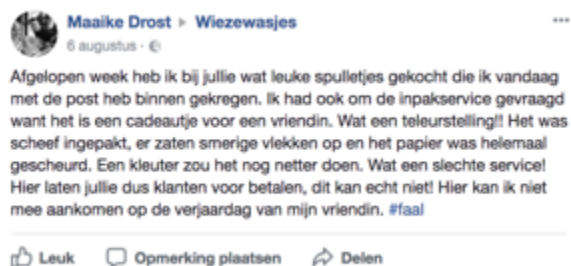 Maaike Drost ▸ Wiezewasjes
6 augustus ·
Afgelopen week heb ik bij jullie wat leuke spulletjes gekocht die ik vandaag
met de post heb binnen gekregen. Ik had ook om de inpakservice gevraagd
want het is een cadeautje voor een vriendin. Wat een teleurstelling!! Het was
scheef ingepakt, er zaten smerige vlekken op en het papier was helemaal
gescheurd. Een kleuter zou het nog netter doen. Wat een slechte service!
Hier laten jullie dus klanten voor betalen, dit kan echt niet! Hier kan ik niet
mee aankomen op de verjaardag van mijn vriendin. #faal
Leuk Opmerking plaatsen Delen